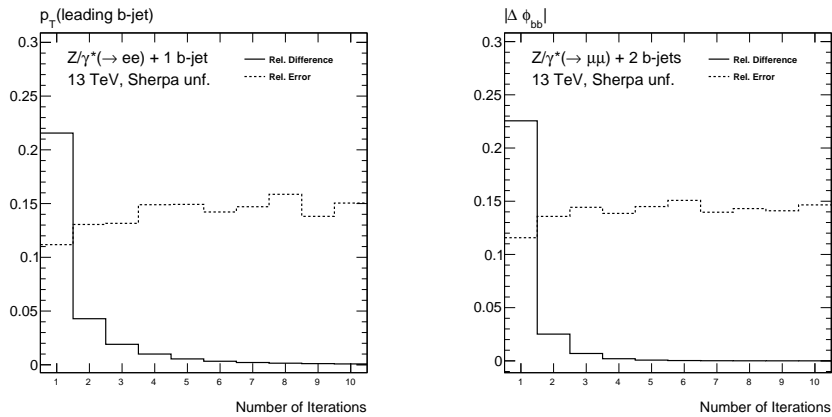 p_T(leading b-jet)
0.3
0.25
0.2
0.15
0.1
0.05
0
Z/γ*(→ ee) + 1 b-jet
13 TeV, Sherpa unf.
Rel. Difference
Rel. Error
1 2 3 4 5 6 7 8 9 10
Number of Iterations
|Δ ϕ_bb|
0.3
0.25
0.2
0.15
0.1
0.05
0
Z/γ*(→ μμ) + 2 b-jets
13 TeV, Sherpa unf.
Rel. Difference
Rel. Error
1 2 3 4 5 6 7 8 9 10
Number of Iterations